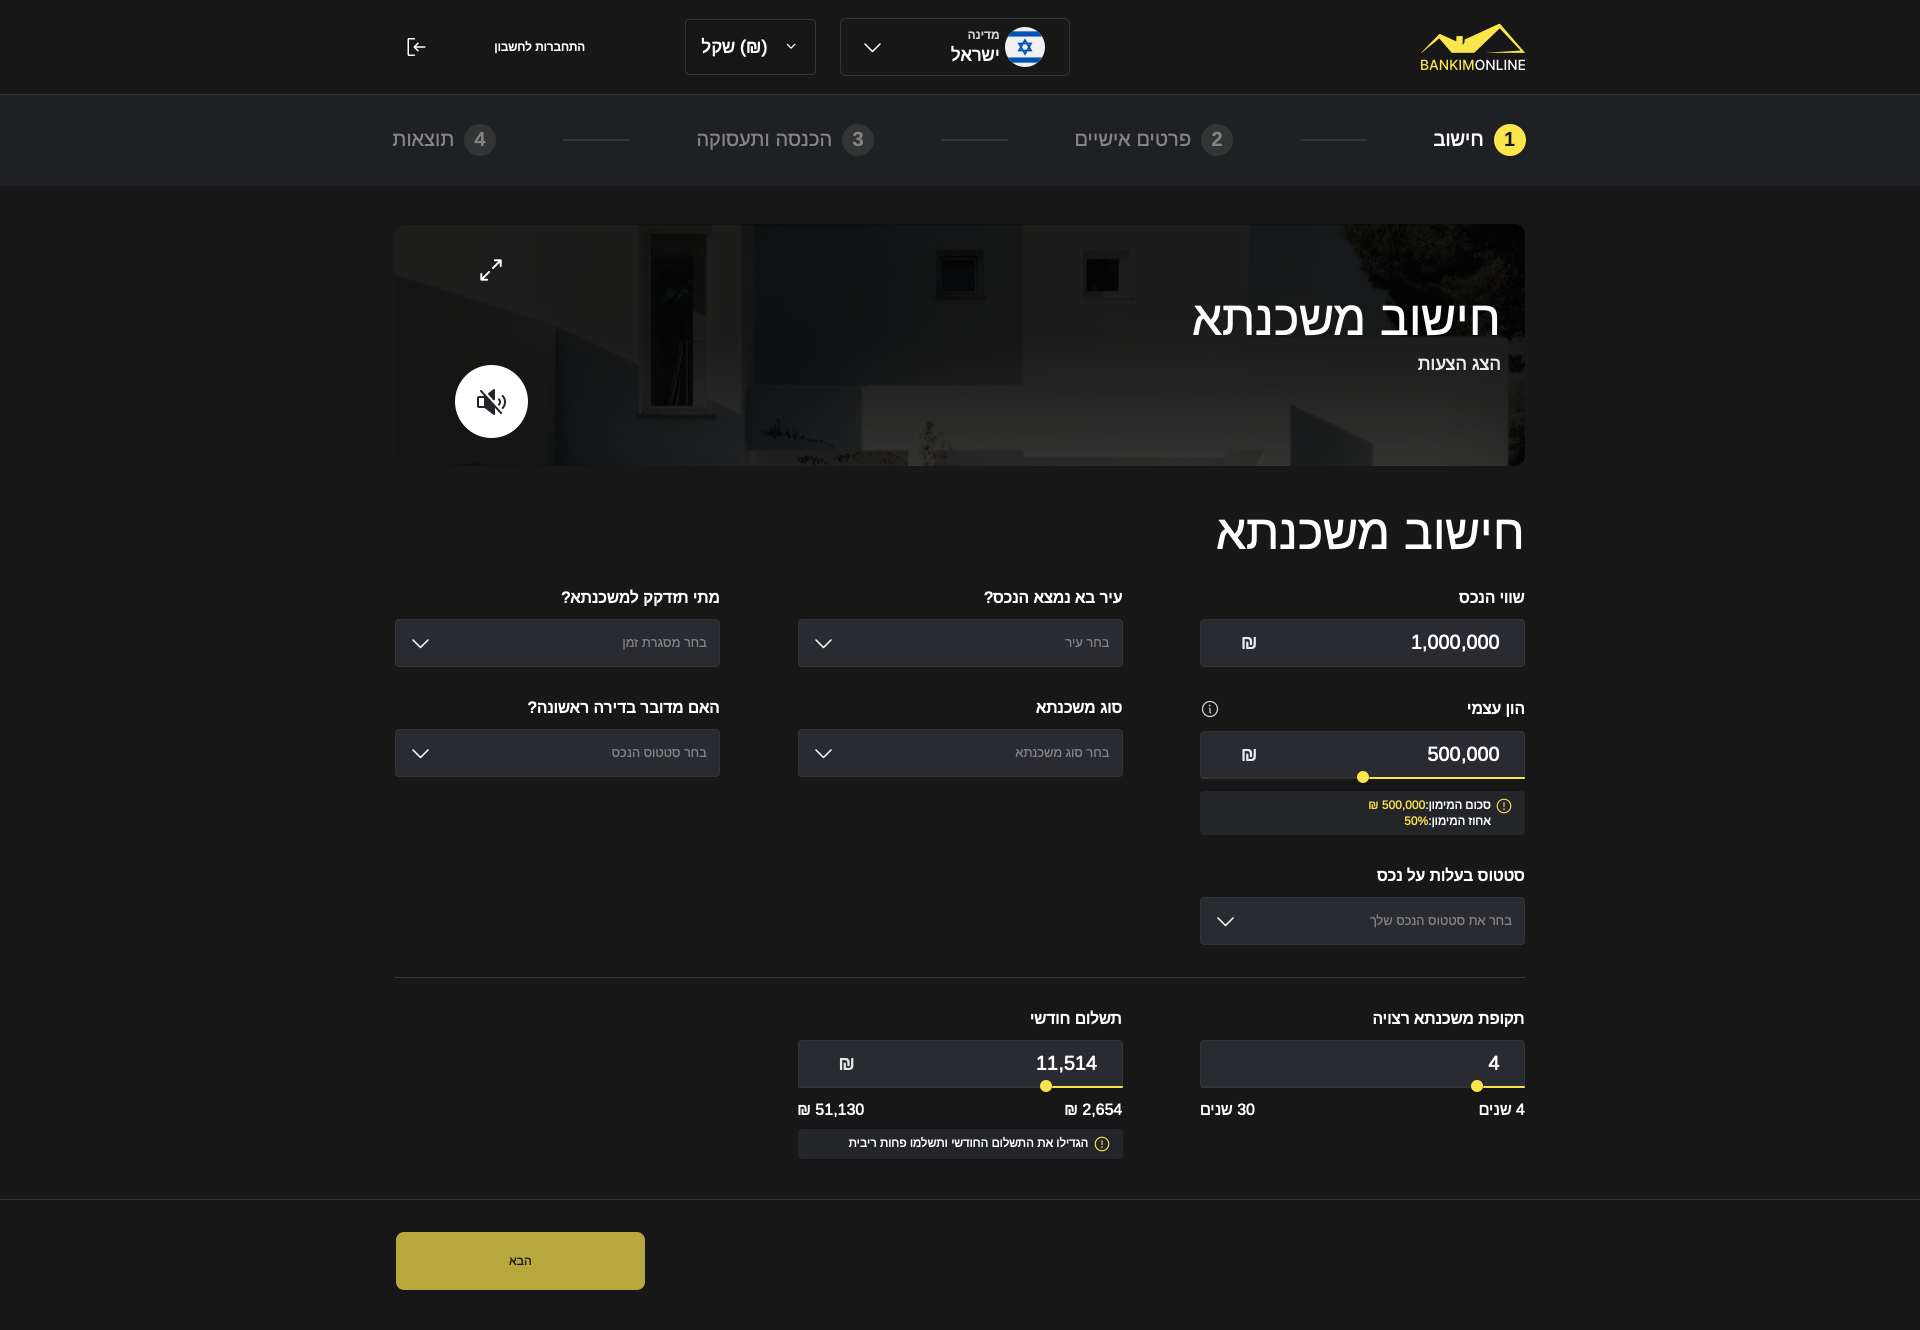 BANKIMONLINE
מדינה
ישראל
(₪) שקל
התחברות לחשבון
1 חישוב
2 פרטים אישיים
3 הכנסה ותעסוקה
4 תוצאות
חישוב משכנתא
הצג הצעות
חישוב משכנתא
שווי הנכס
1,000,000 ₪
עיר בא נמצא הנכס?
בחר עיר
מתי תזדקק למשכנתא?
בחר מסגרת זמן
הון עצמי
500,000 ₪
סכום המימון:500,000 ₪
אחוז המימון:50%
סוג משכנתא
בחר סוג משכנתא
האם מדובר בדירה ראשונה?
בחר סטטוס הנכס
סטטוס בעלות על נכס
בחר את סטטוס הנכס שלך
תקופת משכנתא רצויה
4
4 שנים
30 שנים
תשלום חודשי
11,514 ₪
2,654 ₪
51,130 ₪
הגדילו את התשלום החודשי ותשלמו פחות ריבית
הבא